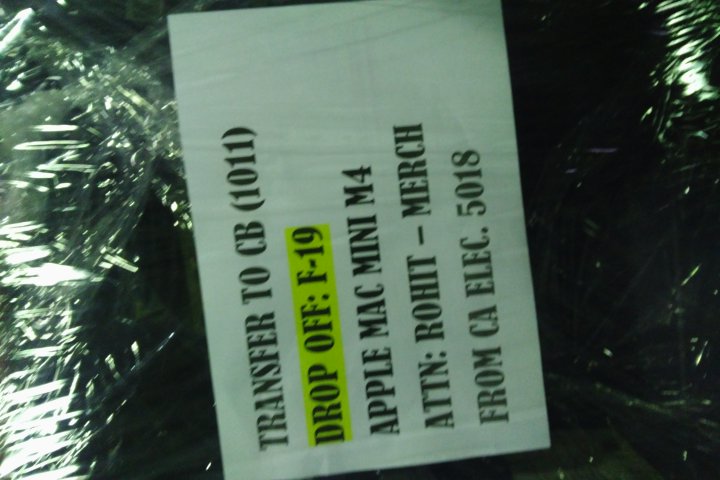 TRANSFER TO CB (1011)
DROP OFF: F-19
APPLE MAC MINI M4
ATTN: ROHIT – MERCH
FROM CA ELEC. 5018